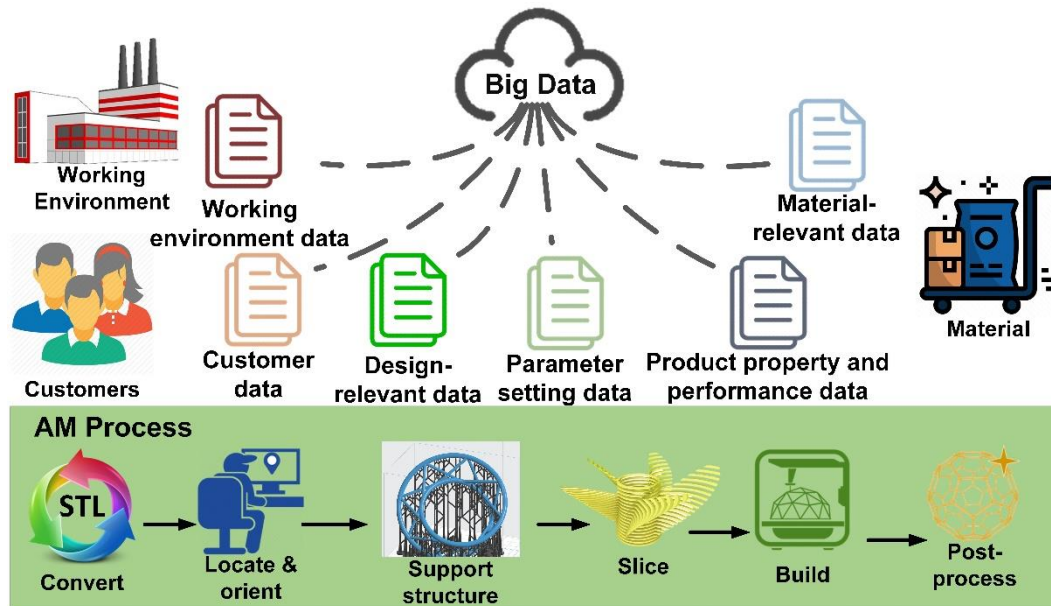 Big Data
Working
Environment
Working
environment data
Material-
relevant data
Customers
Customer
data
Design-
relevant data
Parameter
setting data
Product property and
performance data
Material
AM Process
STL
Convert
Locate &
orient
Support
structure
Slice
Build
Post-
process